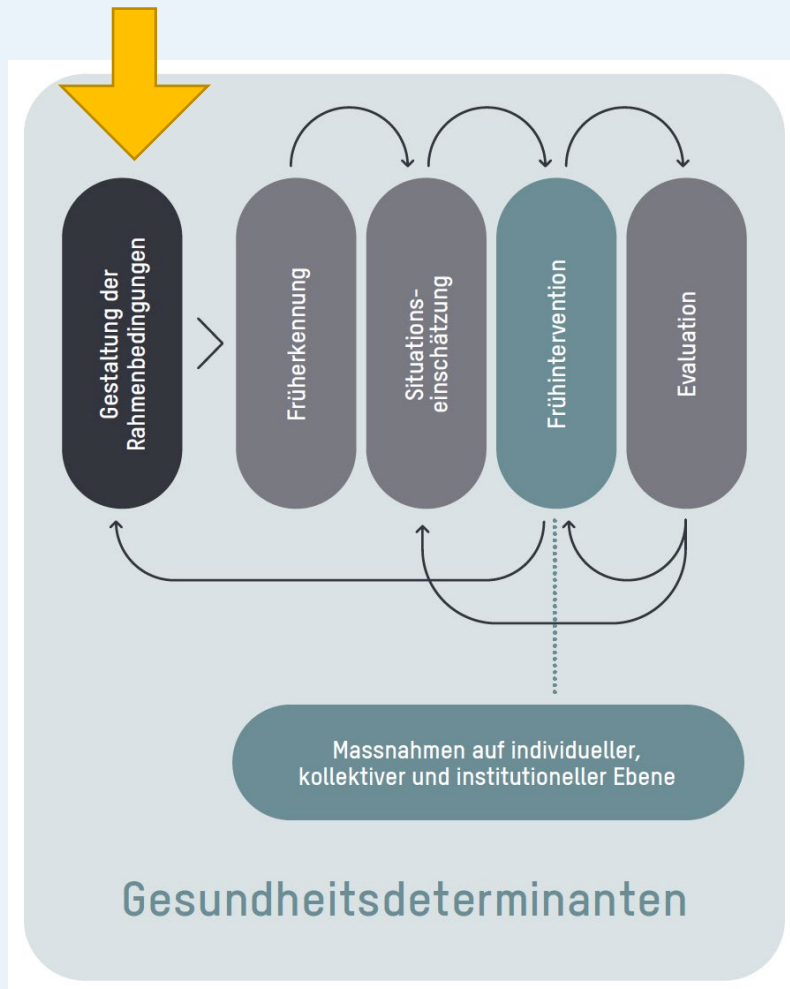 Gestaltung der
Rahmenbedingungen
Früherkennung
Situations-
einschätzung
Frühintervention
Evaluation
Massnahmen auf individueller,
kollektiver und institutioneller Ebene
Gesundheitsdeterminanten